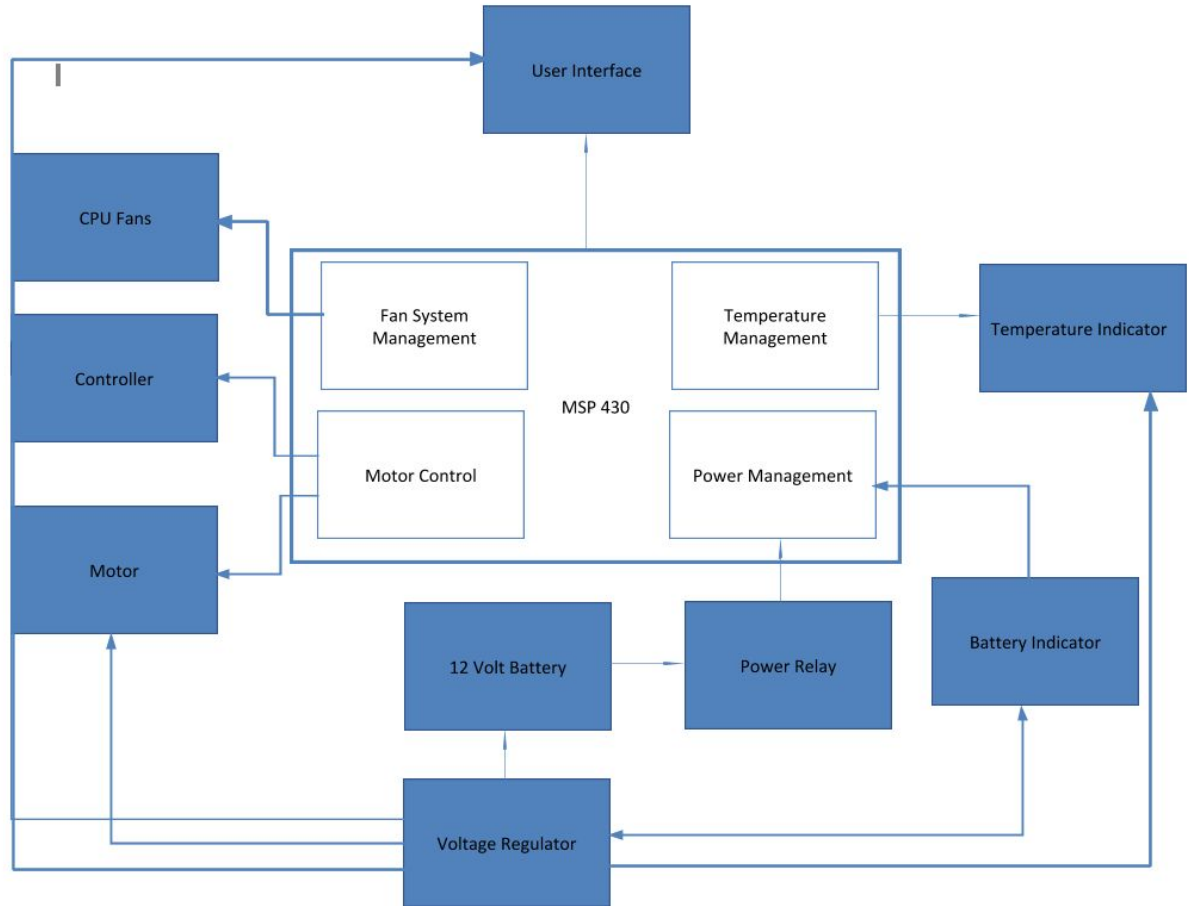 User Interface
CPU Fans
Fan System
Management
Temperature
Management
Temperature Indicator
Controller
MSP 430
Motor Control
Power Management
Motor
12 Volt Battery
Power Relay
Battery Indicator
Voltage Regulator